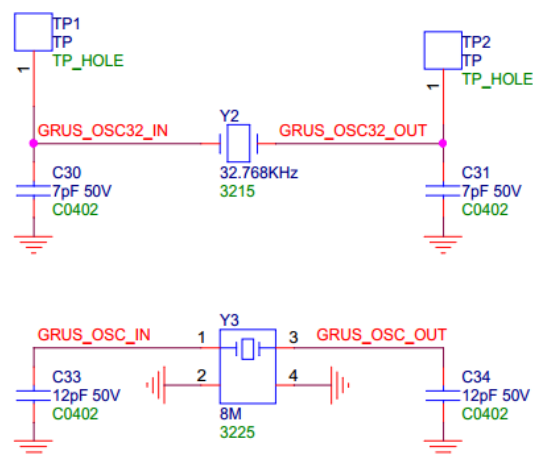 TP1
TP
TP_HOLE
1
TP2
TP
TP_HOLE
1
GRUS_OSC32_IN
Y2
GRUS_OSC32_OUT
32.768KHz
3215
C30
7pF 50V
C0402
C31
7pF 50V
C0402
Y3
GRUS_OSC_IN
1
3
GRUS_OSC_OUT
2
4
8M
3225
C33
12pF 50V
C0402
C34
12pF 50V
C0402